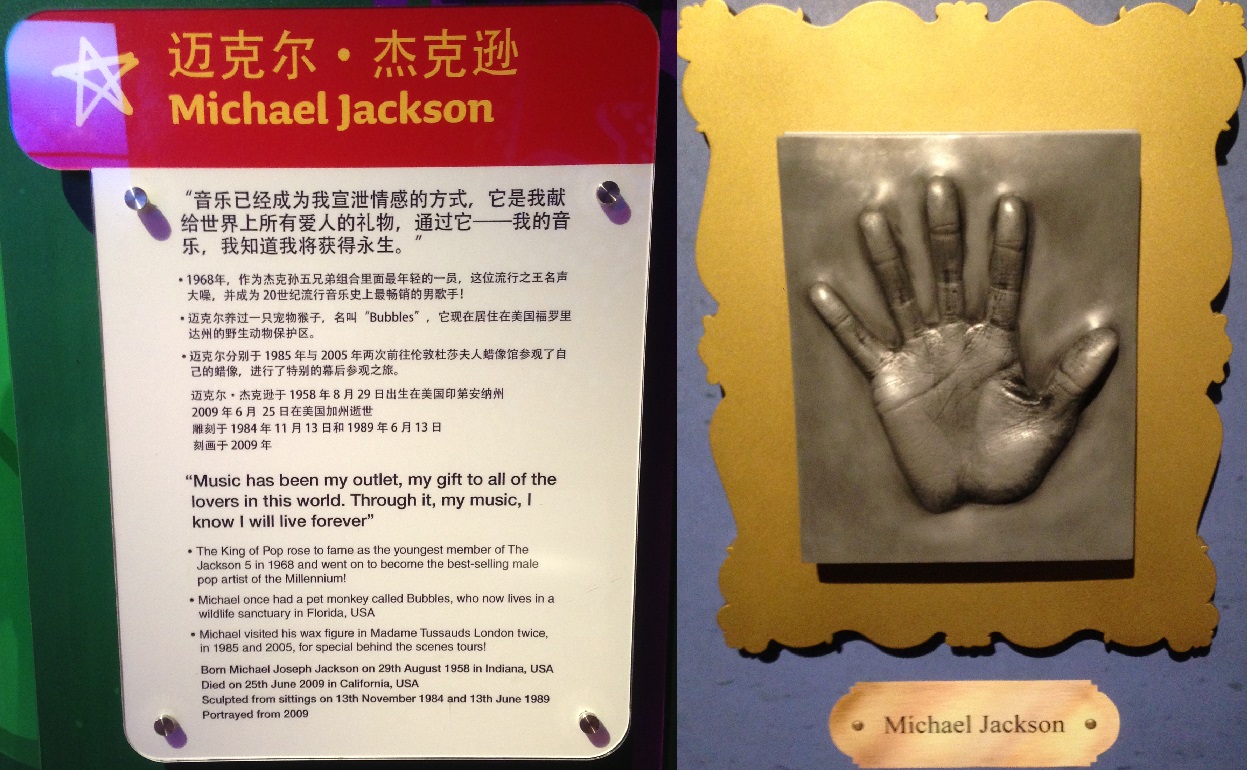 迈克尔·杰克逊
Michael Jackson
“音乐已经成为我宣泄情感的方式，它是我献
给世界上所有爱人的礼物，通过它——我的音
乐，我知道我将获得永生。”
•1968年，作为杰克孙五兄弟组合里面最年轻的一员，这位流行之王名声
大噪，并成为 20世纪流行音乐史上最畅销的男歌手！
•迈克尔养过一只宠物猴子，名叫“Bubbles”，它现在居住在美国福罗里
达州的野生动物保护区。
•迈克尔分别于 1985 年与 2005 年两次前往伦敦杜莎夫人蜡像馆参观了自
己的蜡像，进行了特别的幕后参观之旅。
迈克尔·杰克逊于 1958 年 8 月 29 日出生在美国印第安纳州
2009 年 6 月 25 日在美国加州逝世
雕刻于 1984 年 11 月 13 日和 1989 年 6 月 13 日
刻画于 2009 年
“Music has been my outlet, my gift to all of the
lovers in this world. Through it, my music, I
know I will live forever”
• The King of Pop rose to fame as the youngest member of The
Jackson 5 in 1968 and went on to become the best-selling male
pop artist of the Millennium!
• Michael once had a pet monkey called Bubbles, who now lives in a
wildlife sanctuary in Florida, USA
• Michael visited his wax figure in Madame Tussauds London twice,
in 1985 and 2005, for special behind the scenes tours!
Born Michael Joseph Jackson on 29th August 1958 in Indiana, USA
Died on 25th June 2009 in California, USA
Sculpted from sittings on 13th November 1984 and 13th June 1989
Portrayed from 2009
Michael Jackson